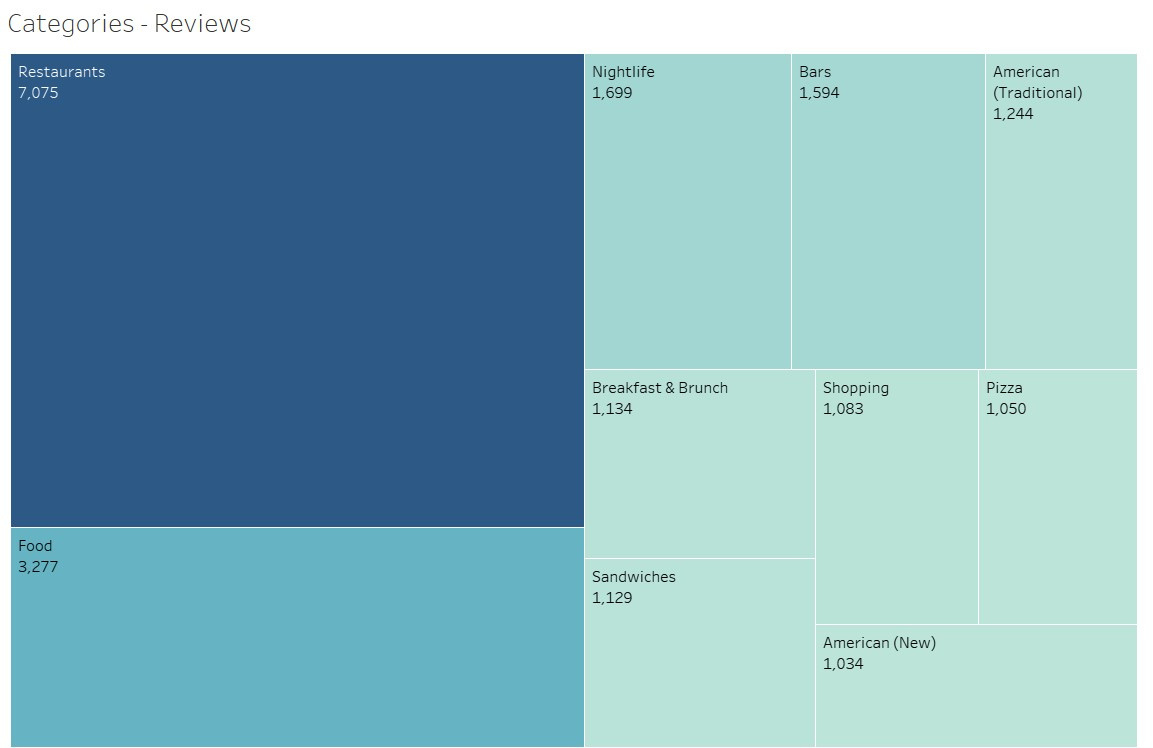 Categories - Reviews
Restaurants
7,075
Food
3,277
Nightlife
1,699
Bars
1,594
American
(Traditional)
1,244
Breakfast & Brunch
1,134
Sandwiches
1,129
Shopping
1,083
Pizza
1,050
American (New)
1,034